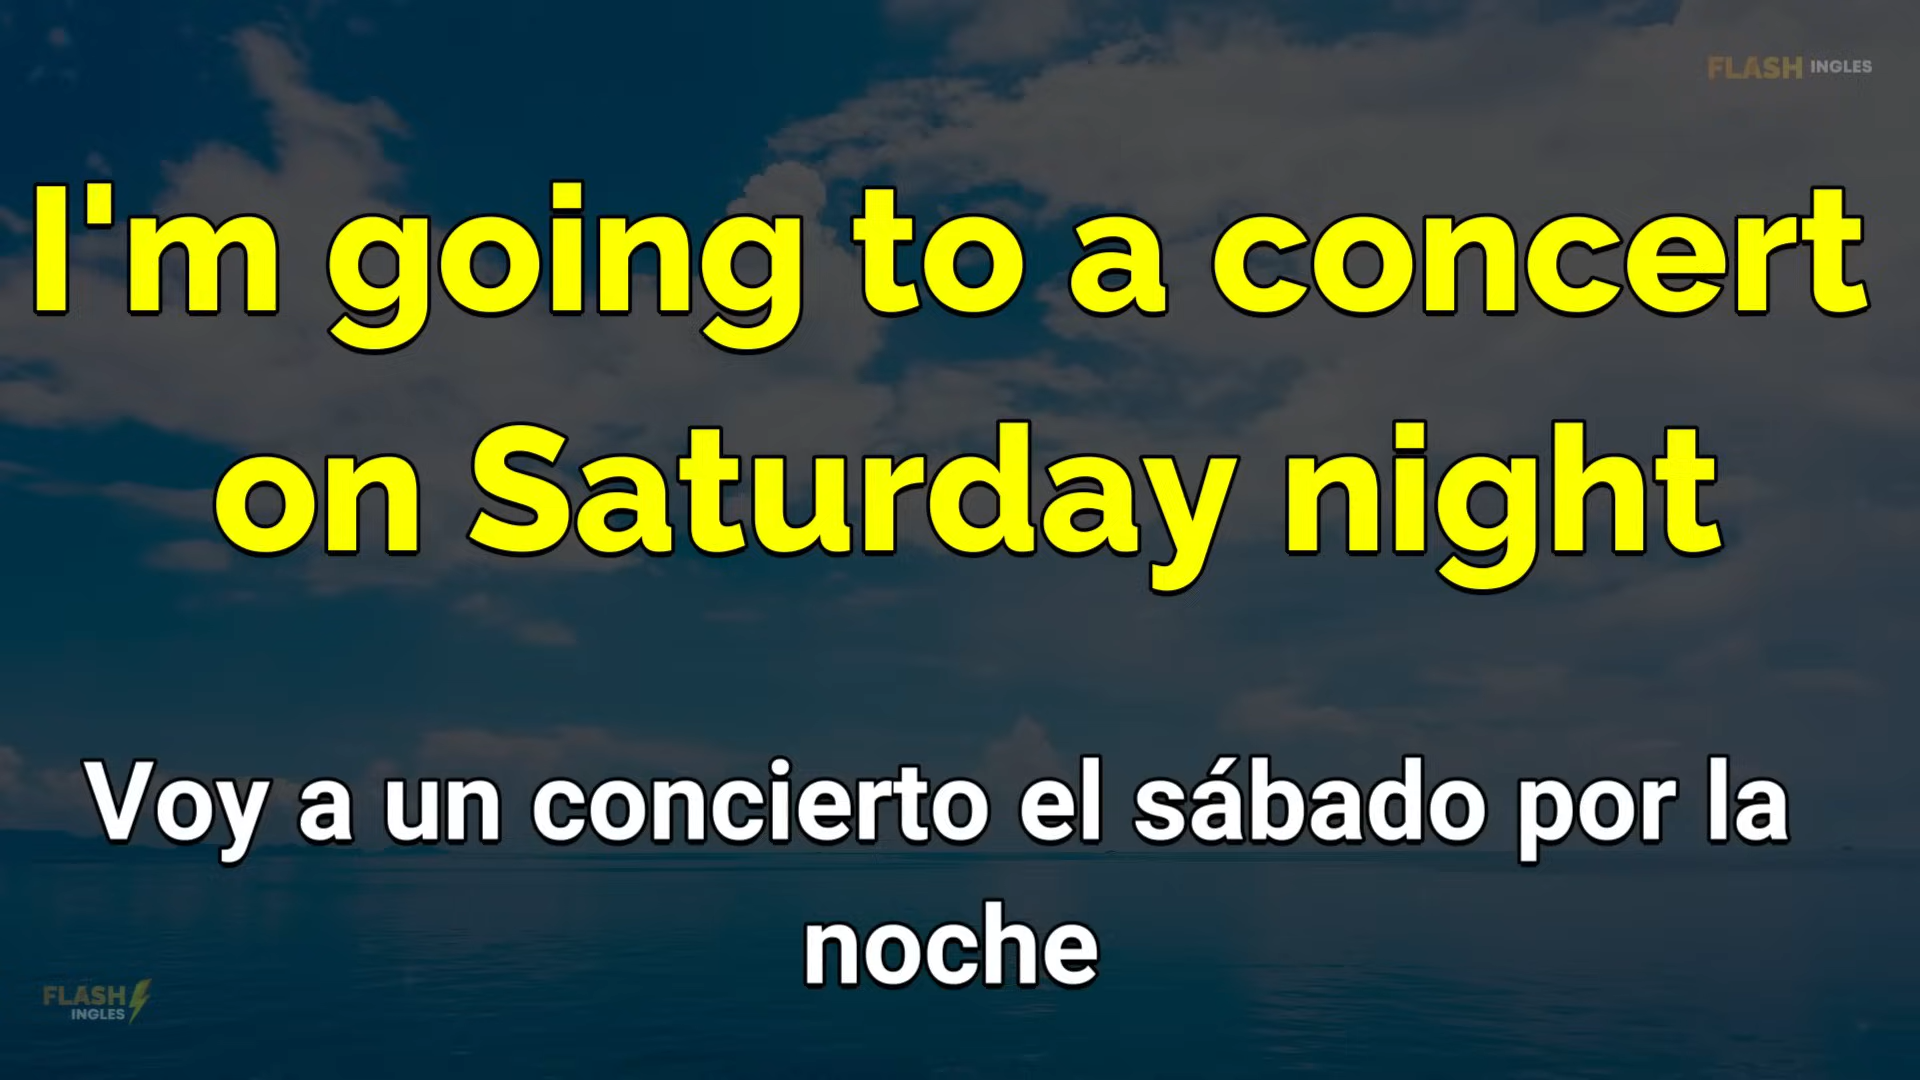 FLASH INGLES
I'm going to a concert
on Saturday night
Voy a un concierto el sábado por la
noche
FLASH
INGLES